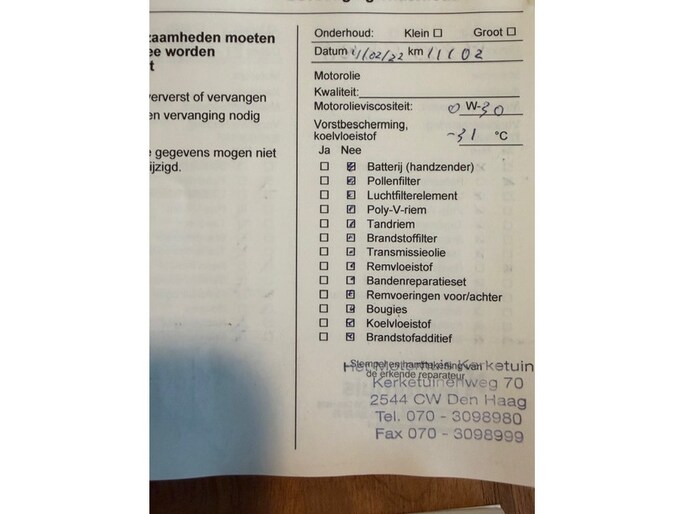 zaamheden moeten
ee worden
t
ververst of vervangen
en vervanging nodig
e gegevens mogen niet
ijzigd.
Onderhoud: Klein ☐ Groot ☐
Datum 11/02/22 km 111102
Motorolie
Kwaliteit:
Motorolieviscositeit: 0 W-30
Vorstbescherming,
koelvloeistof -31 °C
Ja Nee
Batterij (handzender)
Pollenfilter
Luchtfilterelement
Poly-V-riem
Tandriem
Brandstoffilter
Transmissieolie
Remvloeistof
Bandenreparatieset
Remvoeringen voor/achter
Bougies
Koelvloeistof
Brandstofadditief
Stempel en handtekening van
de erkende reparateur
Kerketuin
Kerketuinenweg 70
2544 CW Den Haag
Tel. 070 - 3098980
Fax 070 - 3098999